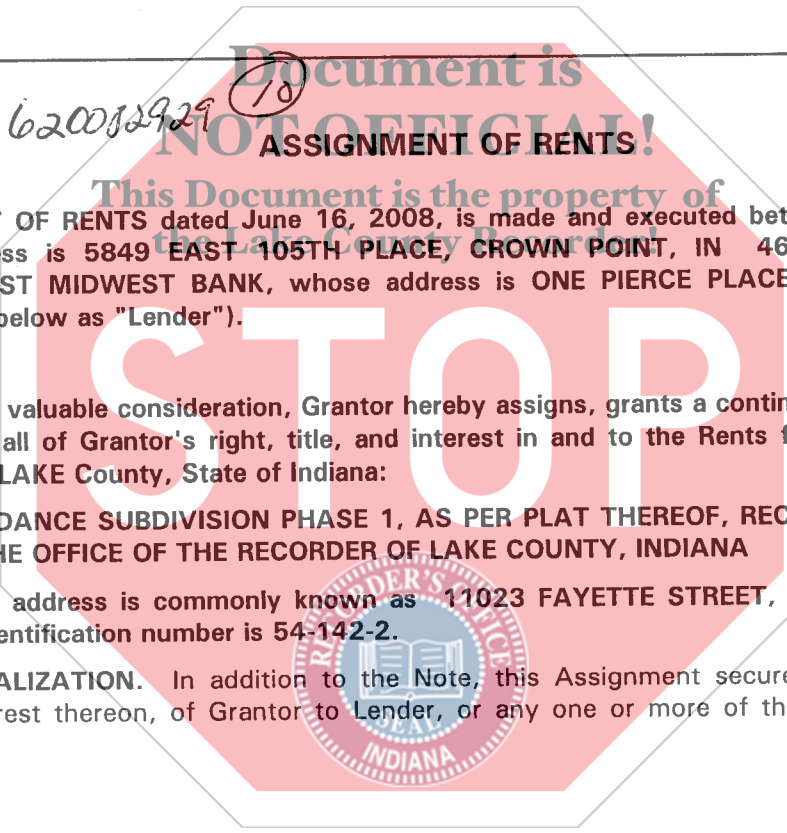 Document is
620082929 10
NOT OFFICIAL!
ASSIGNMENT OF RENTS
This Document is the property of
T OF RENTS dated June 16, 2008, is made and executed bet
the Lake County Recorder!
ss is 5849 EAST 105TH PLACE, CROWN POINT, IN 46
ST MIDWEST BANK, whose address is ONE PIERCE PLACE
below as "Lender").
STOP
valuable consideration, Grantor hereby assigns, grants a contin
all of Grantor's right, title, and interest in and to the Rents f
LAKE County, State of Indiana:
DANCE SUBDIVISION PHASE 1, AS PER PLAT THEREOF, REC
HE OFFICE OF THE RECORDER OF LAKE COUNTY, INDIANA
address is commonly known as 11023 FAYETTE STREET,
entification number is 54-142-2.
ALIZATION. In addition to the Note, this Assignment secure
rest thereon, of Grantor to Lender, or any one or more of th
RECORDER'S OFFICE
SEAL
INDIANA